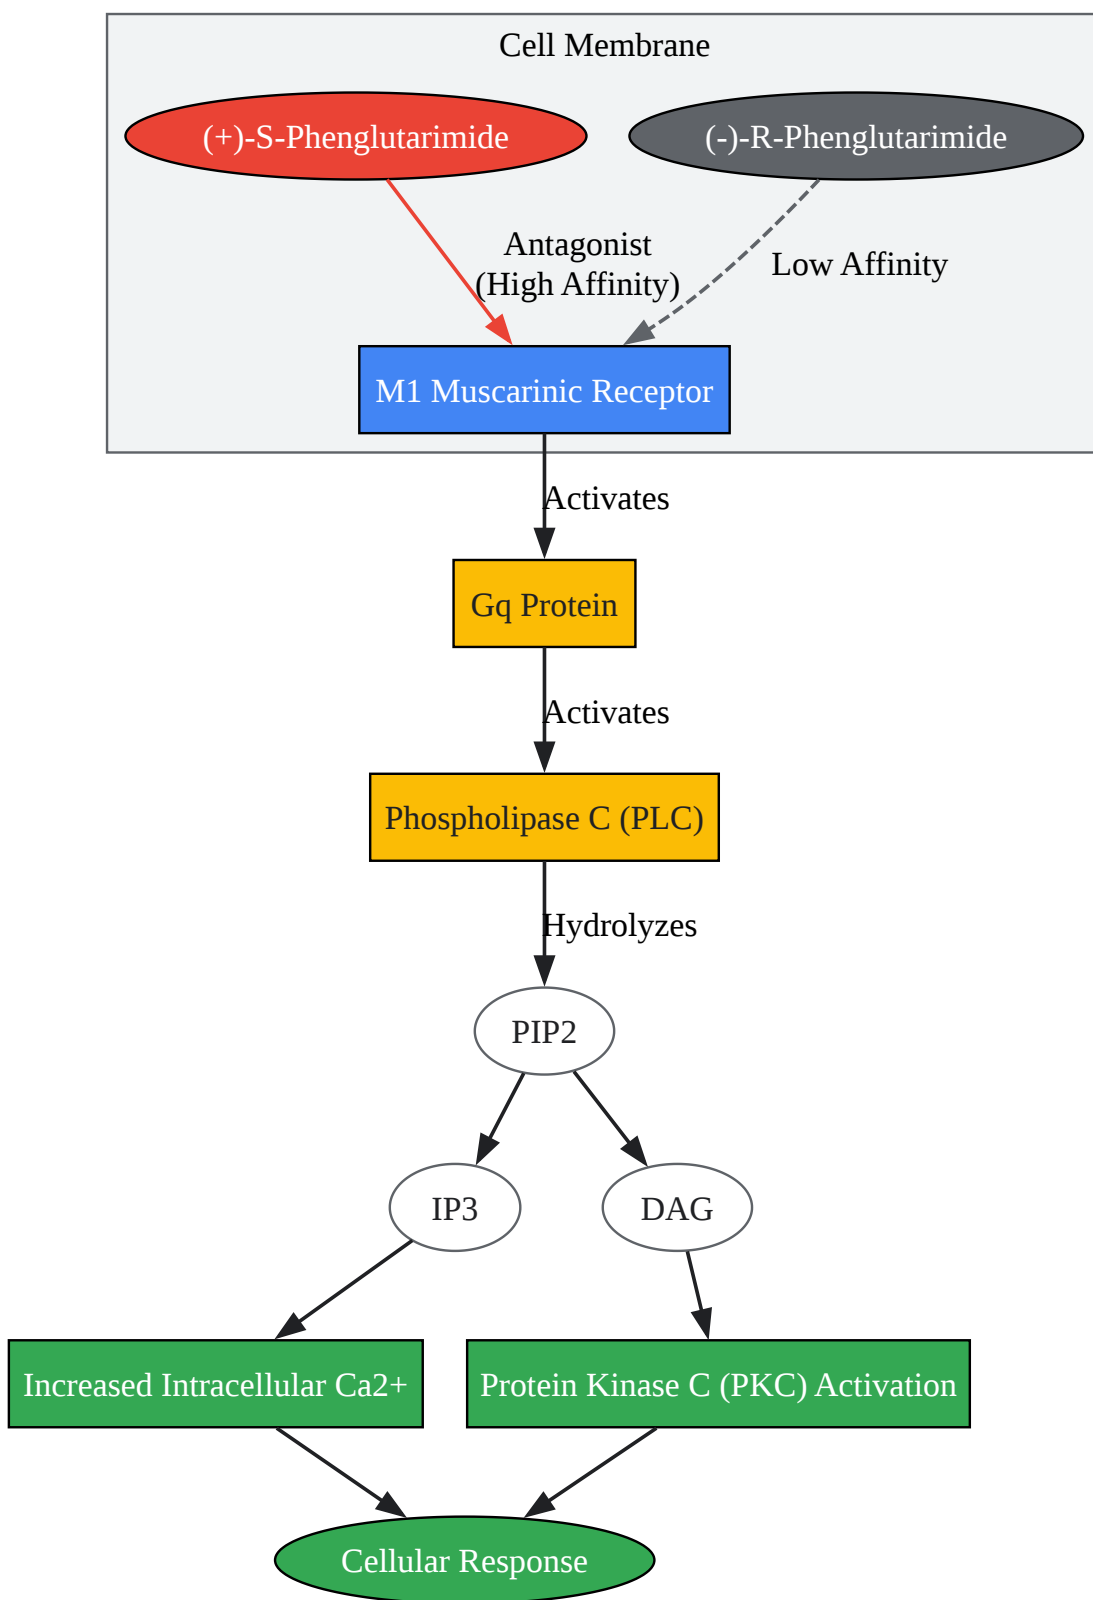 Cell Membrane
(+)-S-Phenglutarimide
(-)-R-Phenglutarimide
Antagonist
(High Affinity)
Low Affinity
M1 Muscarinic Receptor
Activates
Gq Protein
Activates
Phospholipase C (PLC)
Hydrolyzes
PIP2
IP3
DAG
Increased Intracellular Ca2+
Protein Kinase C (PKC) Activation
Cellular Response